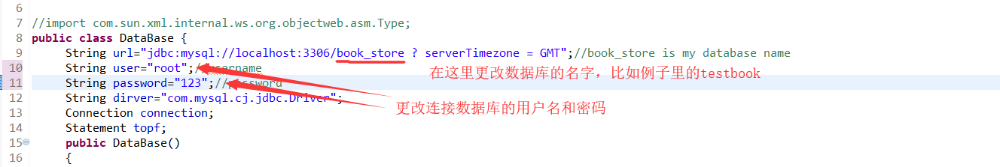 6
7 //import com.sun.xml.internal.ws.org.objectweb.asm.Type;
8 public class DataBase {
9 String url="jdbc:mysql://localhost:3306/book_store ? serverTimezone = GMT";//book_store is my database name
10 String user="root";//username
在这里更改数据库的名字，比如例子里的testbook
11 String password="123";//password
12 String dirver="com.mysql.cj.jdbc.Driver";
更改连接数据库的用户名和密码
13 Connection connection;
14 Statement topf;
15 public DataBase()
16 {